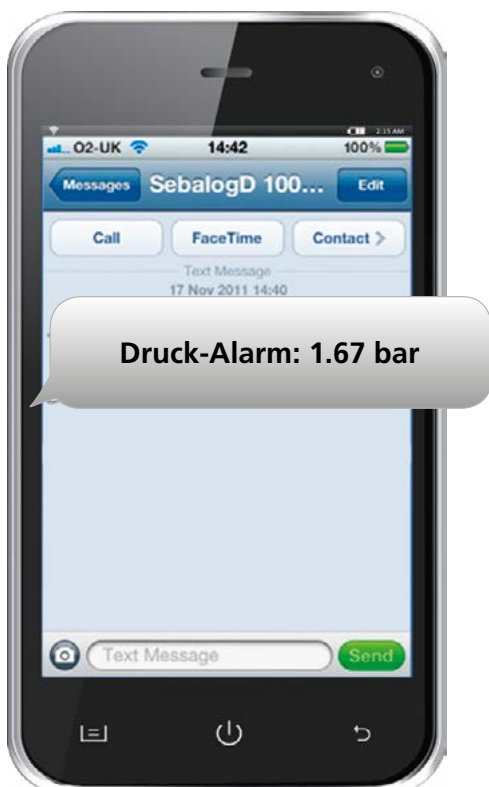 2:15 AM
O2-UK 14:42 100%
Messages SebalogD 100... Edit
Call FaceTime Contact >
Text Message
17 Nov 2011 14:40
Druck-Alarm: 1.67 bar
Text Message Send